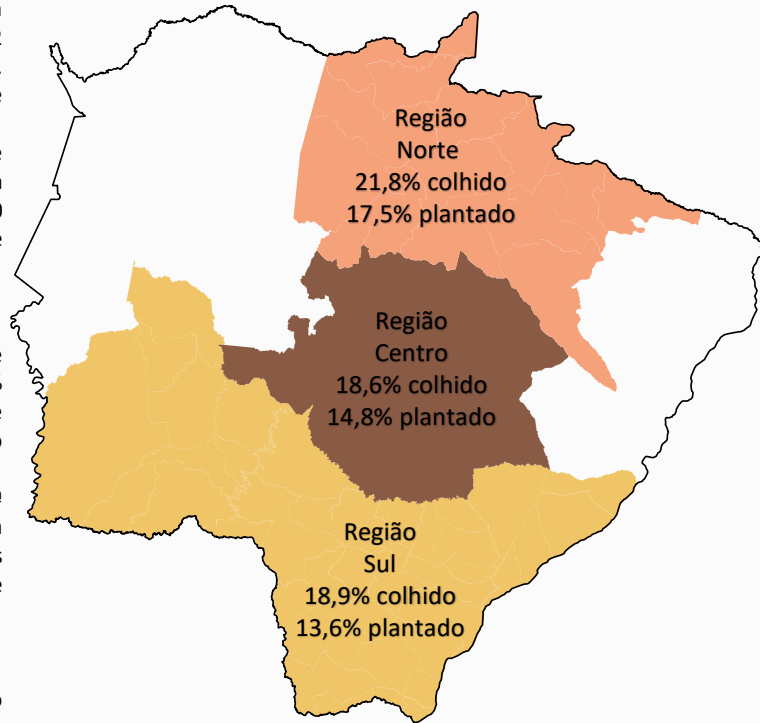 Região
Norte
21,8% colhido
17,5% plantado
Região
Centro
18,6% colhido
14,8% plantado
Região
Sul
18,9% colhido
13,6% plantado